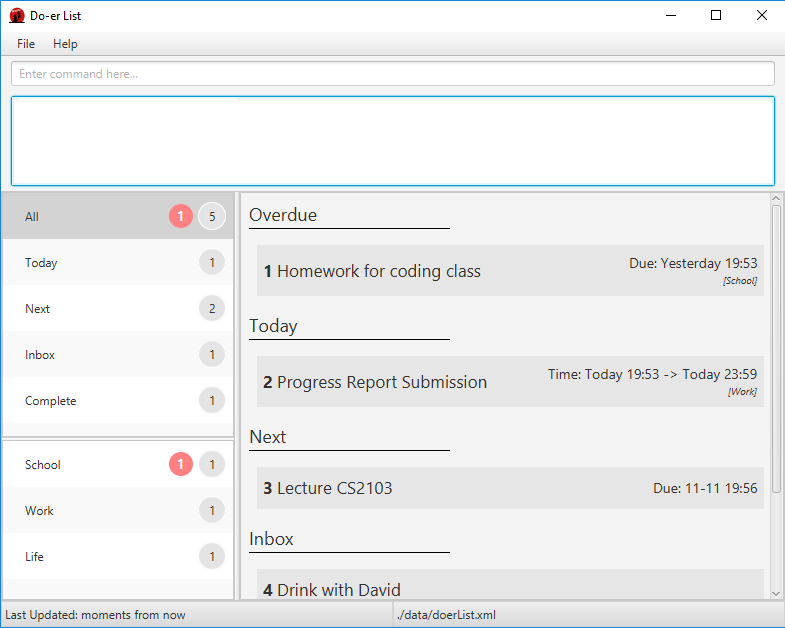 Do-er List
File Help
Enter command here...
All 1 5
Today 1
Next 2
Inbox 1
Complete 1
School 1 1
Work 1
Life 1
Overdue
1 Homework for coding class Due: Yesterday 19:53
[School]
Today
2 Progress Report Submission Time: Today 19:53 -> Today 23:59
[Work]
Next
3 Lecture CS2103 Due: 11-11 19:56
Inbox
4 Drink with David
Last Updated: moments from now ./data/doerList.xml